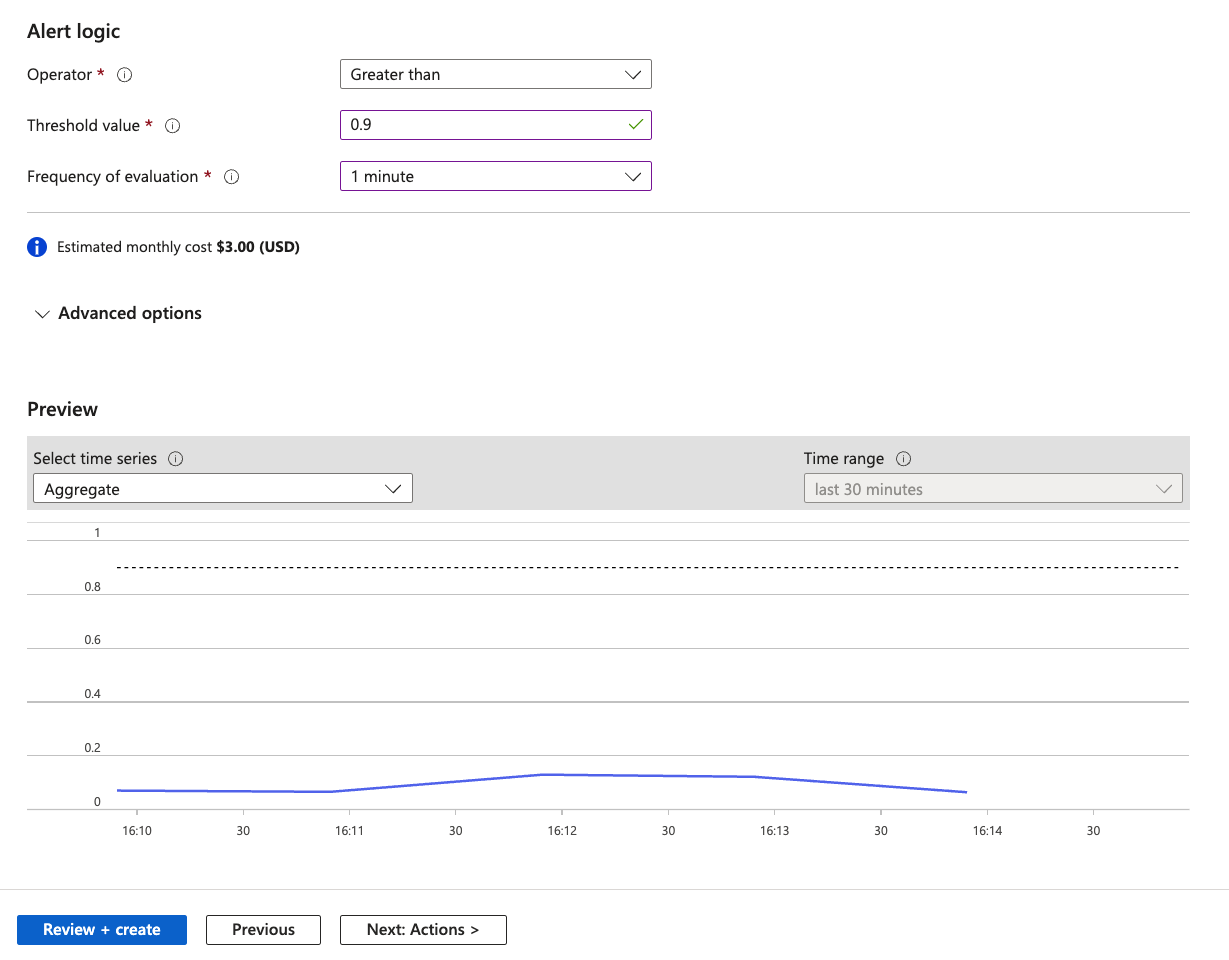 Alert logic
Operator *
Greater than
Threshold value *
0.9
Frequency of evaluation *
1 minute
Estimated monthly cost $3.00 (USD)
Advanced options
Preview
Select time series
Time range
Aggregate
last 30 minutes
1
0.8
0.6
0.4
0.2
0
16:10 30 16:11 30 16:12 30 16:13 30 16:14 30
Review + create
Previous
Next: Actions >